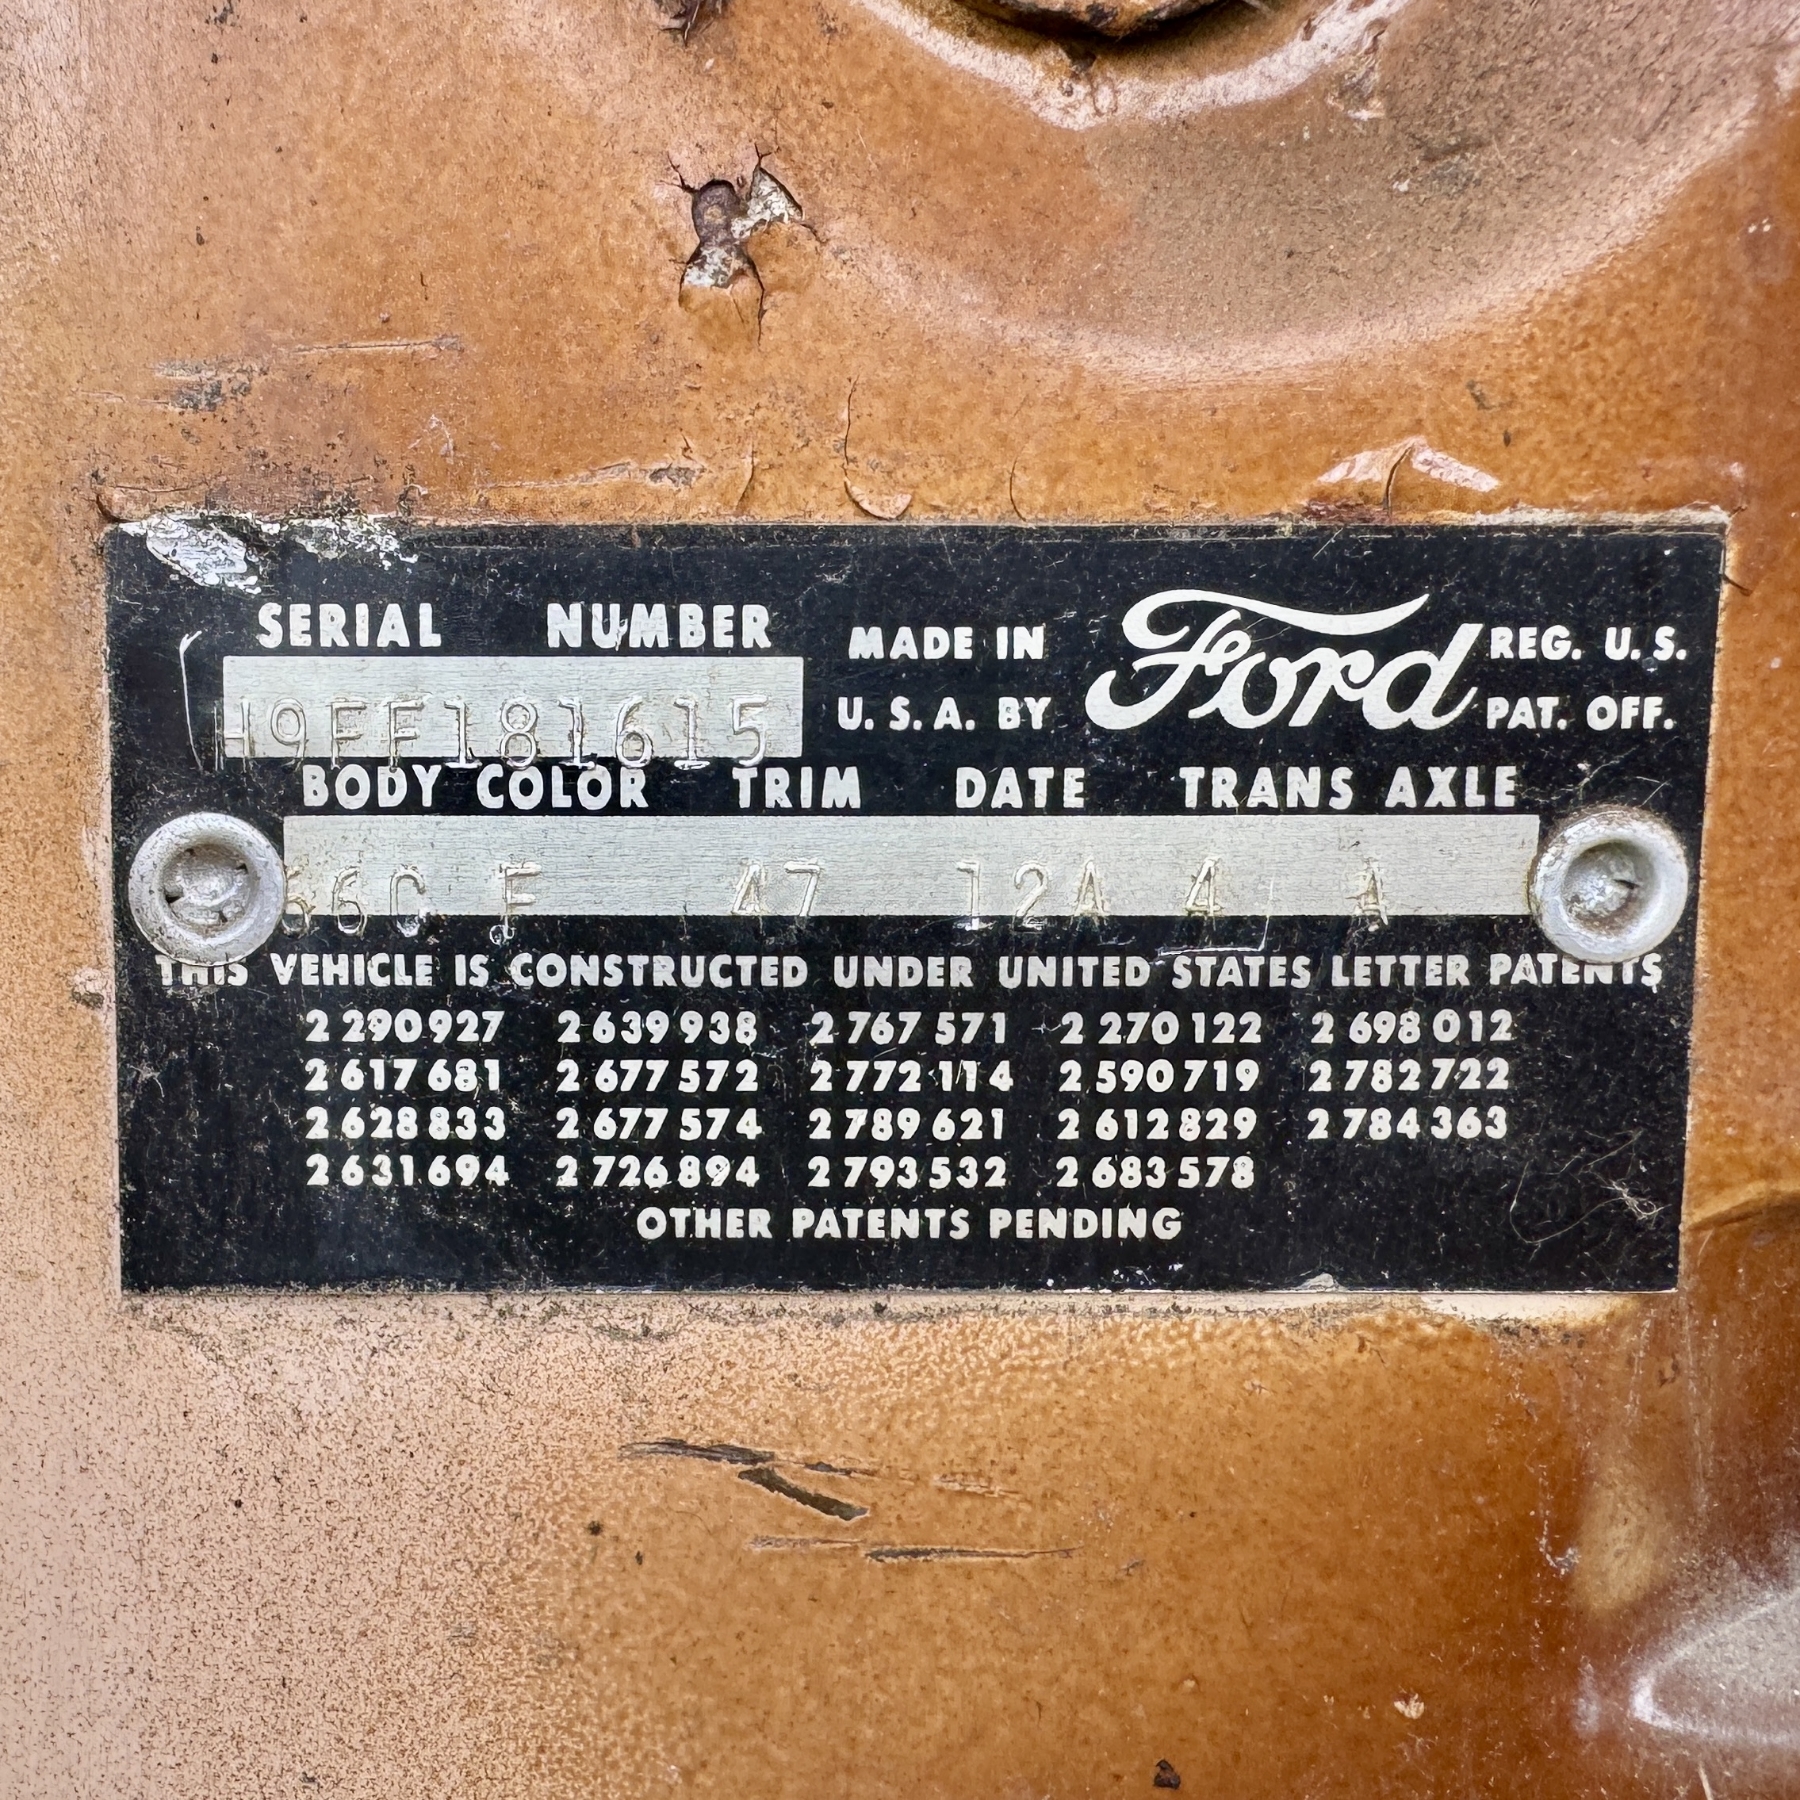 SERIAL NUMBER
H9FF181615
MADE IN
U. S. A. BY
Ford
REG. U. S.
PAT. OFF.
BODY COLOR TRIM DATE TRANS AXLE
66C F 47 12A 4 A
THIS VEHICLE IS CONSTRUCTED UNDER UNITED STATES LETTER PATENTS
2 290 927 2 639 938 2 767 571 2 270 122 2 698 012
2 617 681 2 677 572 2 772 114 2 590 719 2 782 722
2 628 833 2 677 574 2 789 621 2 612 829 2 784 363
2 631 694 2 726 894 2 793 532 2 683 578
OTHER PATENTS PENDING